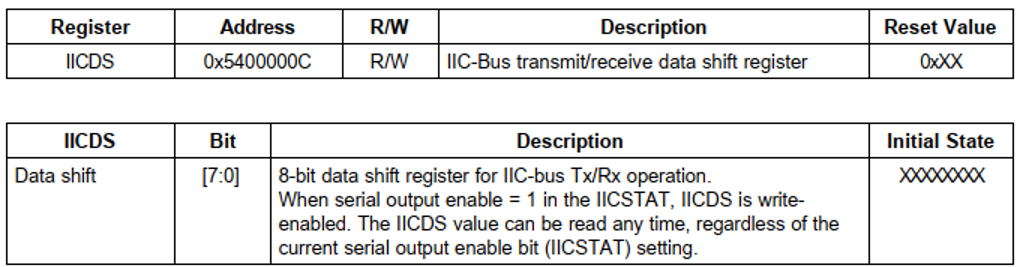 Register Address R/W Description Reset Value
IICDS 0x5400000C R/W IIC-Bus transmit/receive data shift register 0xXX
IICDS Bit Description Initial State
Data shift [7:0] 8-bit data shift register for IIC-bus Tx/Rx operation. XXXXXXXX
When serial output enable = 1 in the IICSTAT, IICDS is write-
enabled. The IICDS value can be read any time, regardless of the
current serial output enable bit (IICSTAT) setting.